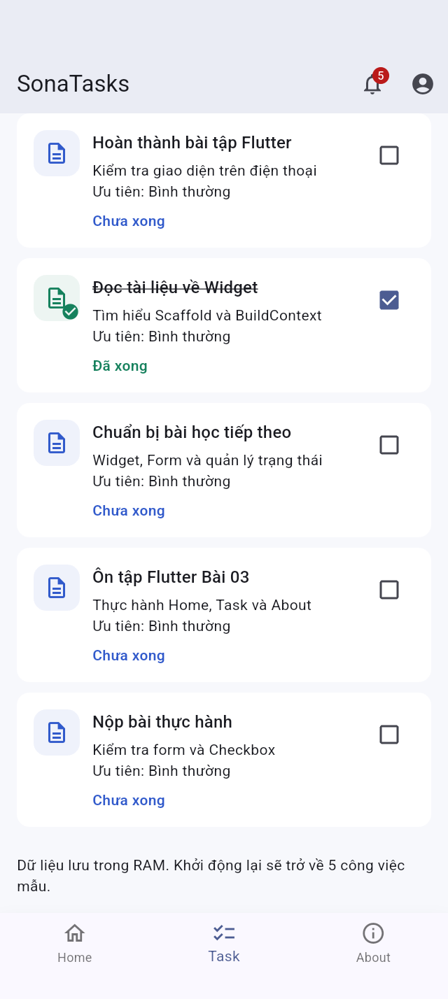 SonaTasks
5
Hoàn thành bài tập Flutter
Kiểm tra giao diện trên điện thoại
Ưu tiên: Bình thường
Chưa xong
Đọc tài liệu về Widget
Tìm hiểu Scaffold và BuildContext
Ưu tiên: Bình thường
Đã xong
Chuẩn bị bài học tiếp theo
Widget, Form và quản lý trạng thái
Ưu tiên: Bình thường
Chưa xong
Ôn tập Flutter Bài 03
Thực hành Home, Task và About
Ưu tiên: Bình thường
Chưa xong
Nộp bài thực hành
Kiểm tra form và Checkbox
Ưu tiên: Bình thường
Chưa xong
Dữ liệu lưu trong RAM. Khởi động lại sẽ trở về 5 công việc
mẫu.
Home
Task
About